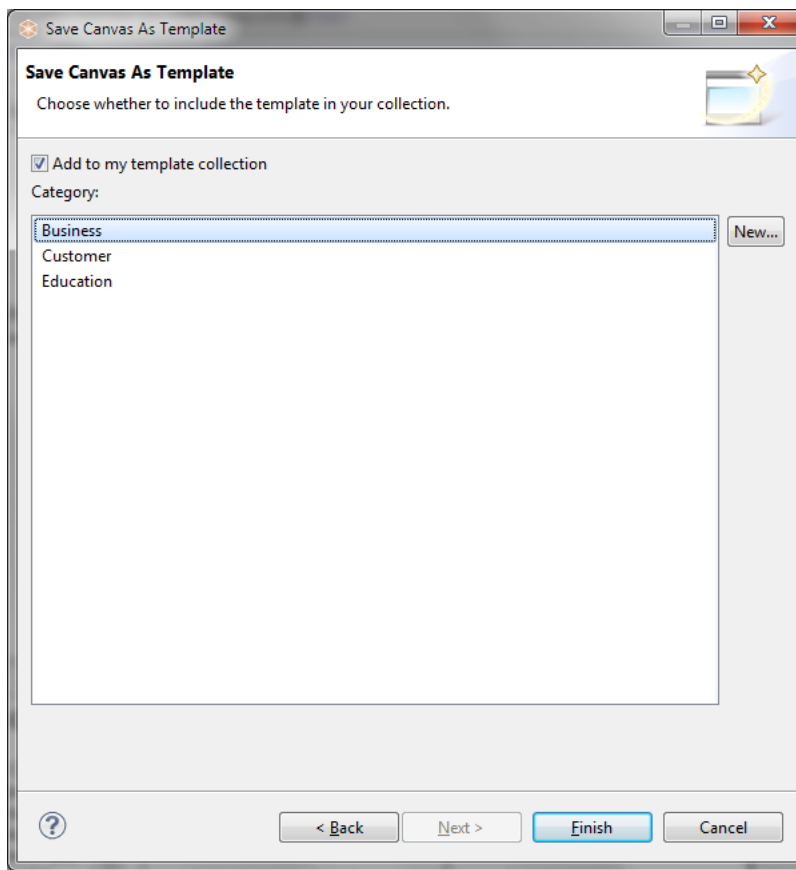 Save Canvas As Template
Save Canvas As Template
Choose whether to include the template in your collection.
Add to my template collection
Category:
Business
New...
Customer
Education
?
< Back
Next >
Finish
Cancel